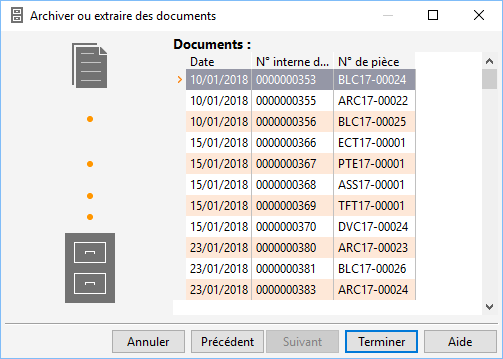 Archiver ou extraire des documents
Documents :
Date N° interne d... N° de pièce
10/01/2018 0000000353 BLC17-00024
10/01/2018 0000000355 ARC17-00022
10/01/2018 0000000356 BLC17-00025
15/01/2018 0000000366 ECT17-00001
15/01/2018 0000000367 PTE17-00001
15/01/2018 0000000368 ASS17-00001
15/01/2018 0000000369 TFT17-00001
15/01/2018 0000000370 DVC17-00024
23/01/2018 0000000380 ARC17-00023
23/01/2018 0000000381 BLC17-00026
23/01/2018 0000000383 ARC17-00024
Annuler Précédent Suivant Terminer Aide